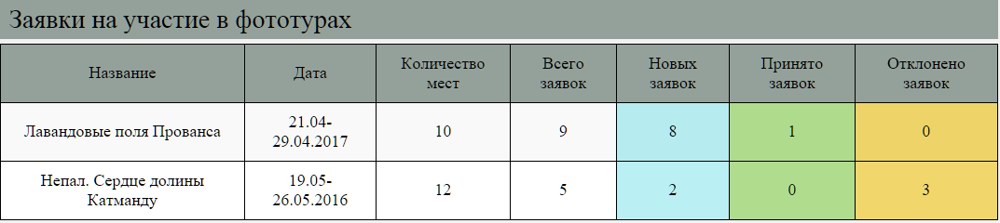 Заявки на участие в фототурах
Название Дата Количество мест Всего заявок Новых заявок Принято заявок Отклонено заявок
Лавандовые поля Прованса 21.04-29.04.2017 10 9 8 1 0
Непал. Сердце долины Катманду 19.05-26.05.2016 12 5 2 0 3